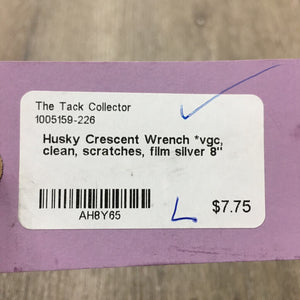 The Tack Collector
1005159-226
Husky Crescent Wrench *vgc,
clean, scratches, film silver 8"
AH8Y65
L
$7.75